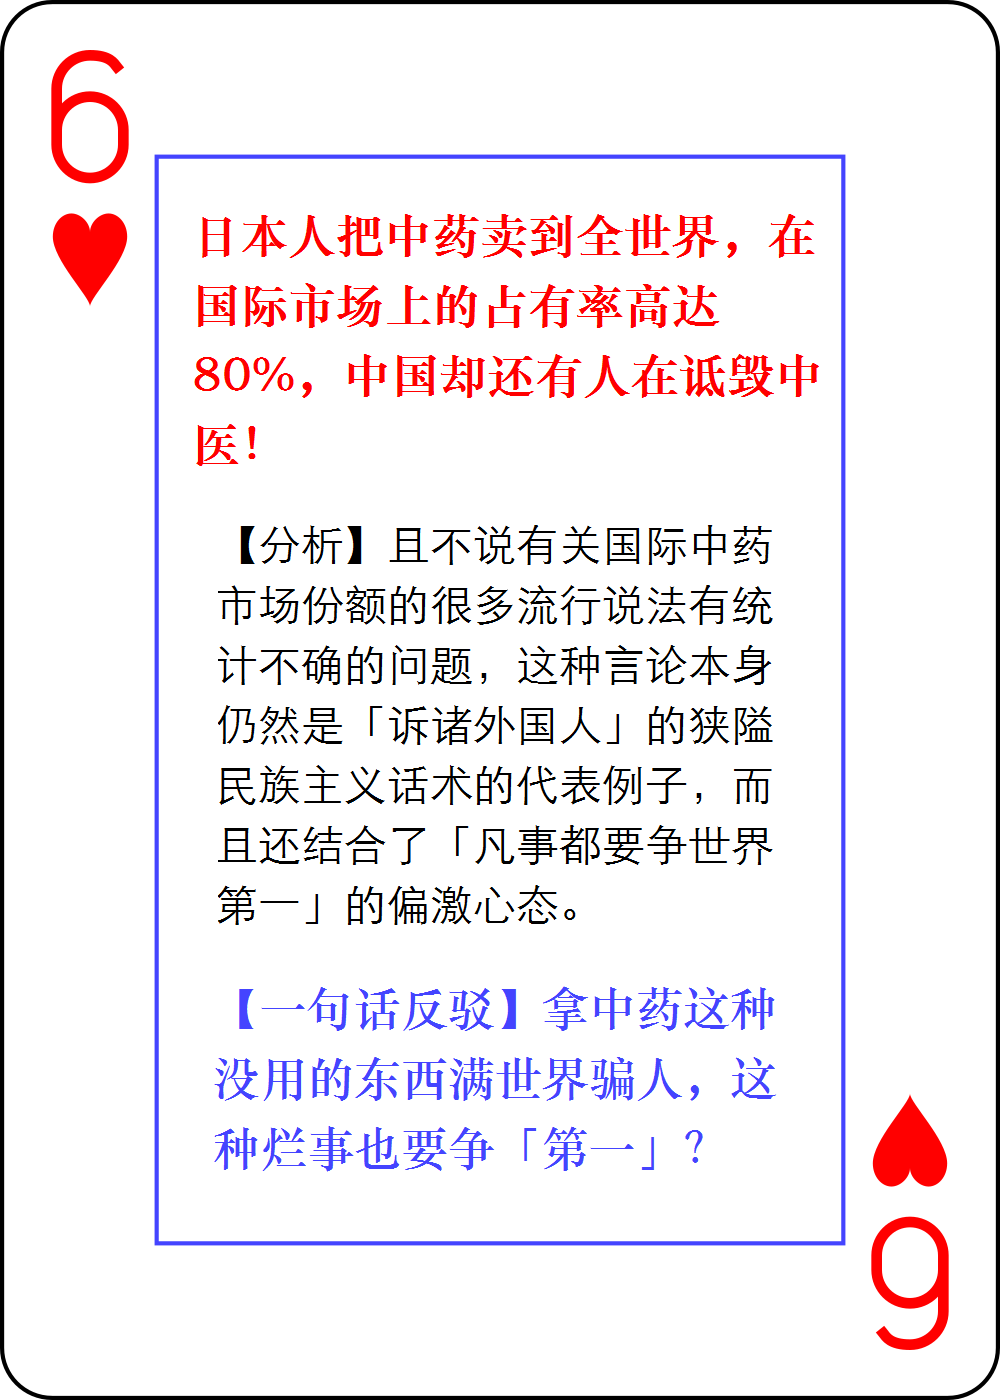 6
日本人把中药卖到全世界，在
国际市场上的占有率高达
80%，中国却还有人在诋毁中
医！
【分析】且不说有关国际中药
市场份额的很多流行说法有统
计不确的问题，这种言论本身
仍然是「诉诸外国人」的狭隘
民族主义话术的代表例子，而
且还结合了「凡事都要争世界
第一」的偏激心态。
【一句话反驳】拿中药这种
没用的东西满世界骗人，这
种烂事也要争「第一」？
6